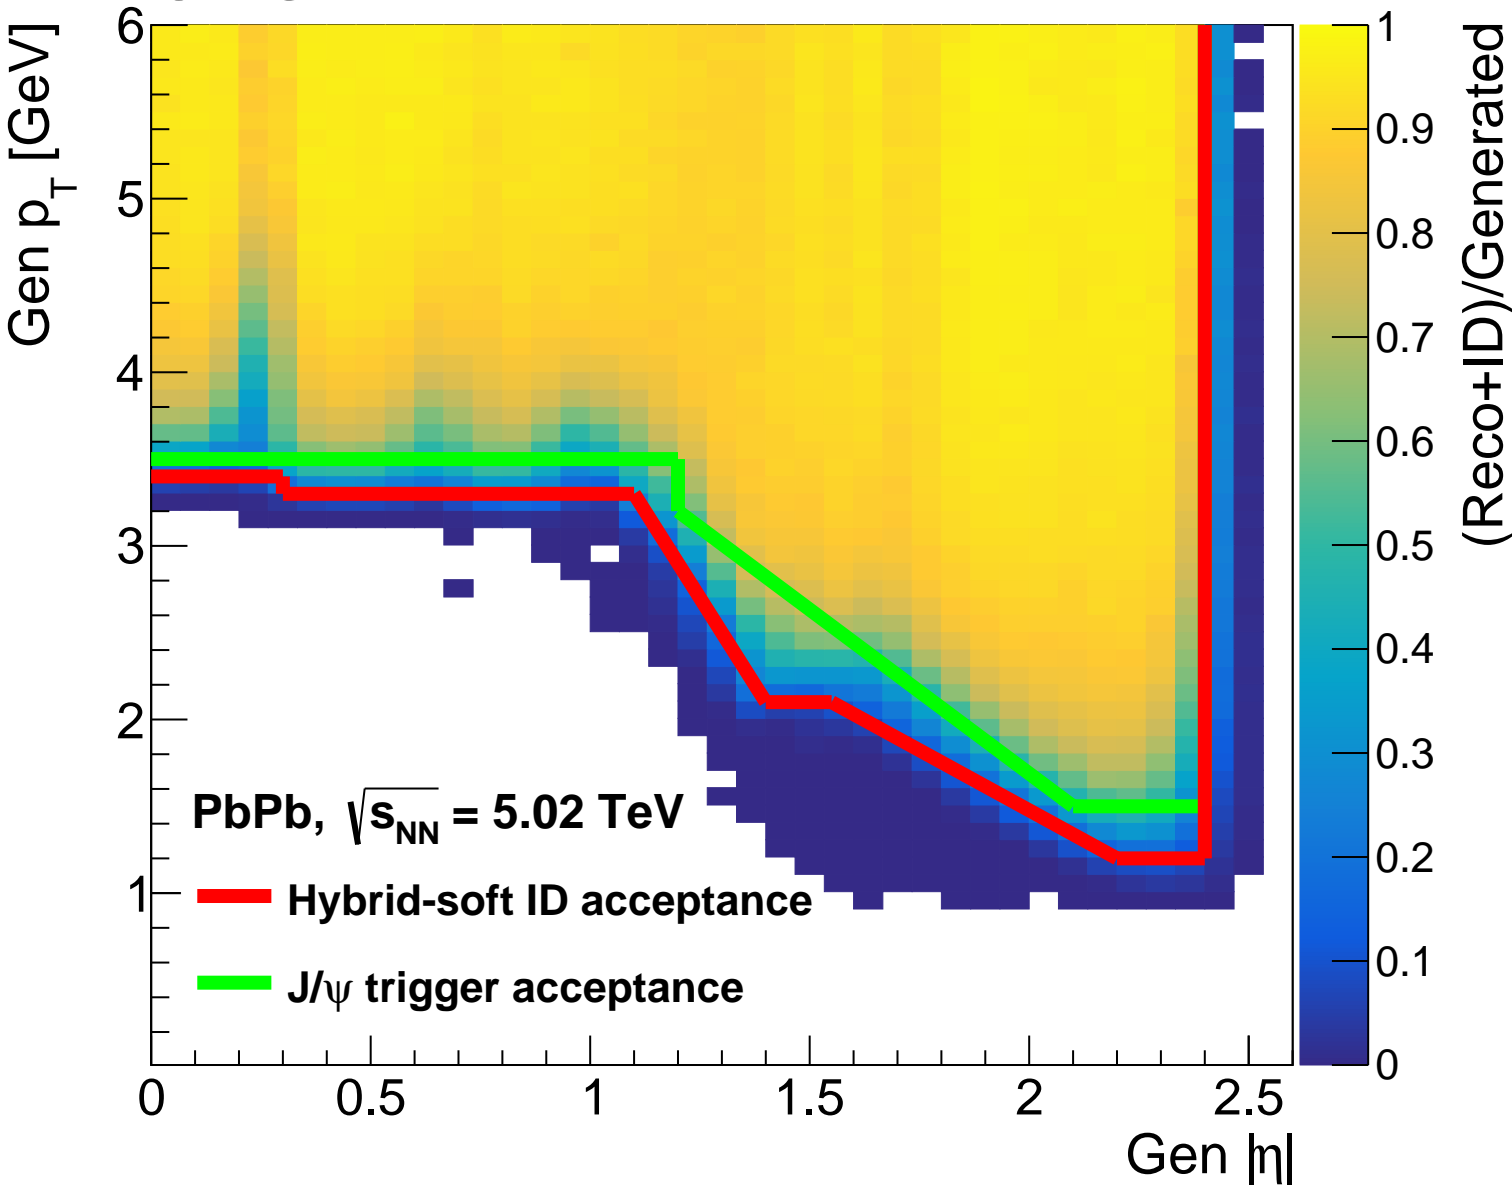 6
5
4
3
2
1
Gen p_T [GeV]
PbPb, √s_NN = 5.02 TeV
Hybrid-soft ID acceptance
J/ψ trigger acceptance
0 0.5 1 1.5 2 2.5
Gen |η|
1
0.9
0.8
0.7
0.6
0.5
0.4
0.3
0.2
0.1
0
(Reco+ID)/Generated